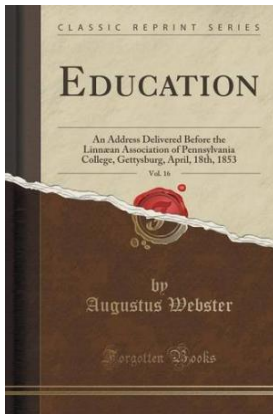 CLASSIC REPRINT SERIES
EDUCATION
An Address Delivered Before the
Linnæan Association of Pennsylvania
College, Gettysburg, April, 18th, 1853
Vol. 16
by
Augustus Webster
Forgotten Books